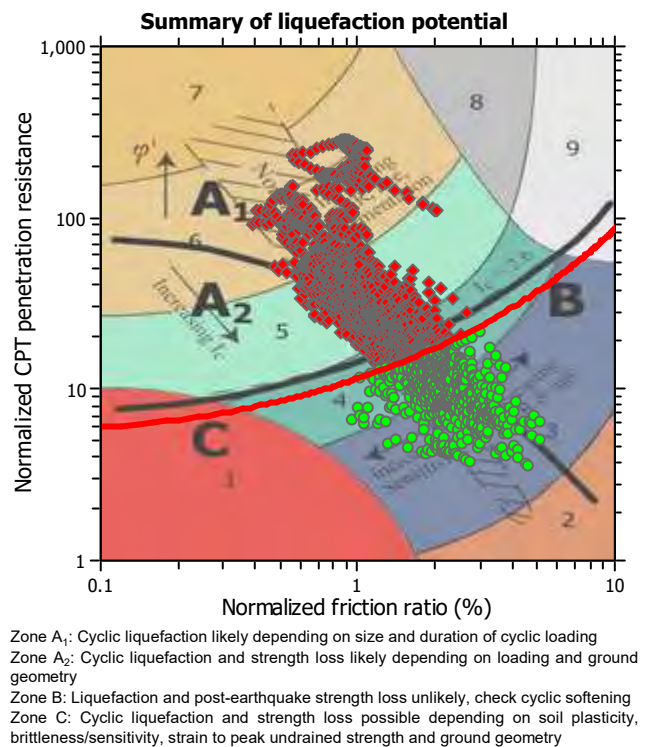 Summary of liquefaction potential
1,000
100
10
1
Normalized CPT penetration resistance
7
8
9
φ'
A1
6
A2
Increasing Ic
5
B
4
C
1
3
2
0.1
1
10
Normalized friction ratio (%)
Zone A1: Cyclic liquefaction likely depending on size and duration of cyclic loading
Zone A2: Cyclic liquefaction and strength loss likely depending on loading and ground
geometry
Zone B: Liquefaction and post-earthquake strength loss unlikely, check cyclic softening
Zone C: Cyclic liquefaction and strength loss possible depending on soil plasticity,
brittleness/sensitivity, strain to peak undrained strength and ground geometry